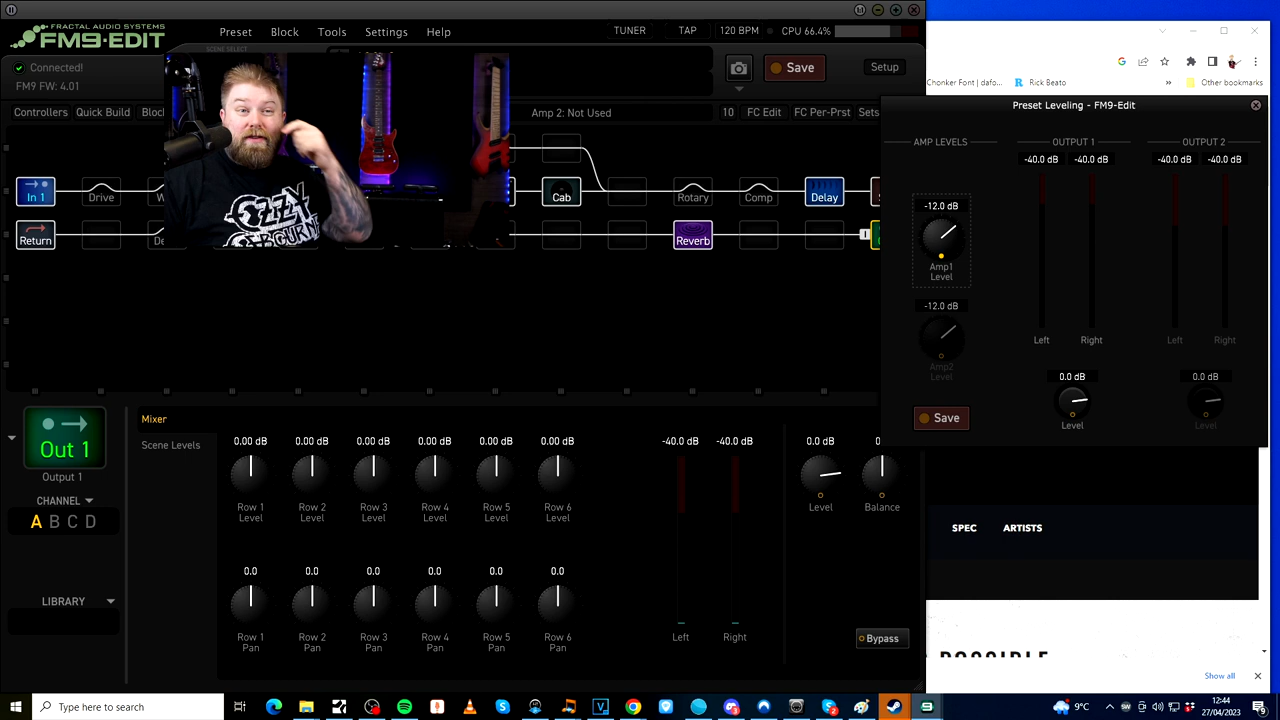 FRACTAL AUDIO SYSTEMS
FM9-EDIT
Preset Block Tools Settings Help
TUNER TAP 120 BPM CPU 66.4%
SCENE SELECT
Connected!
FM9 FW: 4.01
Save Setup
Controllers Quick Build Block
Amp 2: Not Used
10 FC Edit FC Per-Prst Sets
In 1 Drive Cab Rotary Comp Delay
Return Reverb
OZZY
OSBOURNE
Out 1
Output 1
CHANNEL
A B C D
LIBRARY
Mixer
Scene Levels
0.00 dB 0.00 dB 0.00 dB 0.00 dB 0.00 dB 0.00 dB
Row 1 Level Row 2 Level Row 3 Level Row 4 Level Row 5 Level Row 6 Level
0.0 0.0 0.0 0.0 0.0 0.0
Row 1 Pan Row 2 Pan Row 3 Pan Row 4 Pan Row 5 Pan Row 6 Pan
-40.0 dB -40.0 dB
Left Right
0.0 dB
Level Balance
Bypass
Chonker Font | dafo... Rick Beato » Other bookmarks
Preset Leveling - FM9-Edit
AMP LEVELS OUTPUT 1 OUTPUT 2
-40.0 dB -40.0 dB -40.0 dB -40.0 dB
-12.0 dB
Amp1
Level
-12.0 dB
Amp2
Level
Left Right Left Right
0.0 dB 0.0 dB
Level Level
Save
SPEC ARTISTS
POSSIBLE
Show all
Type here to search
9°C
12:44
27/04/2023